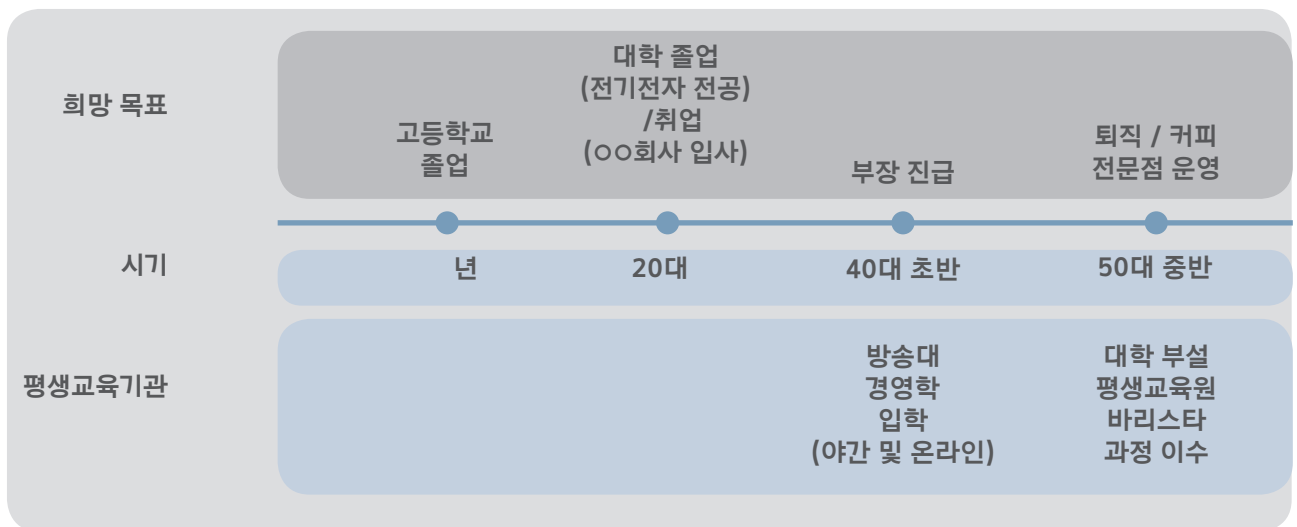 희망 목표
고등학교
졸업
대학 졸업
(전기전자 전공)
/취업
(○○회사 입사)
부장 진급
퇴직 / 커피
전문점 운영
시기
년
20대
40대 초반
50대 중반
평생교육기관
방송대
경영학
입학
(야간 및 온라인)
대학 부설
평생교육원
바리스타
과정 이수